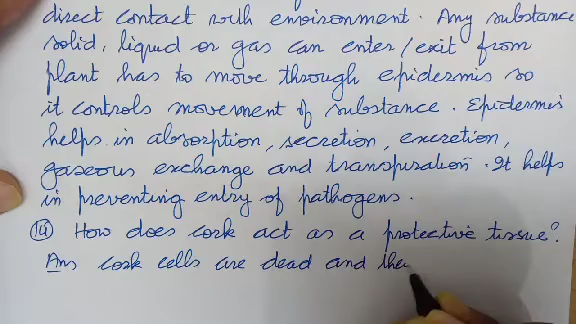 direct contact with environment. Any substance
solid, liquid or gas can enter/exit from
plant has to move through epidermis so
it controls movement of substance. Epidermis
helps in absorption, secretion, excretion,
gaseous exchange and transpiration. It helps
in preventing entry of pathogens.
(14) How does cork act as a protective tissue?
Ans cork cells are dead and the